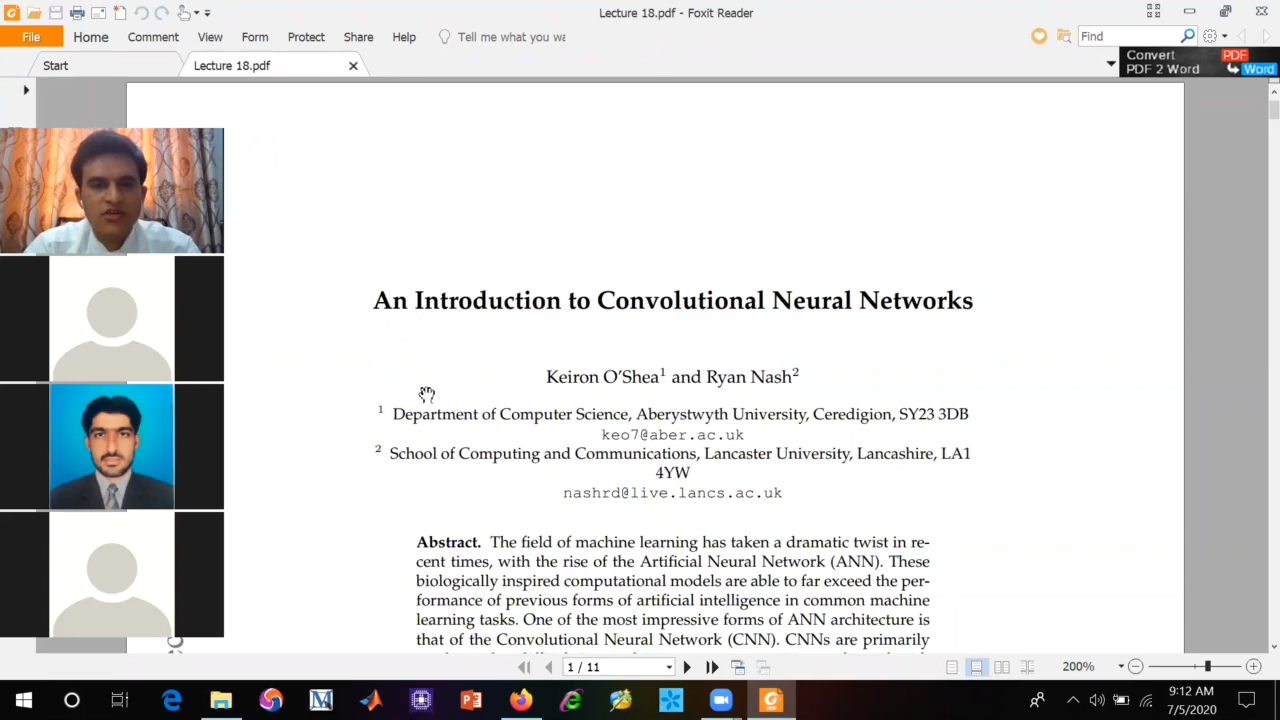 Lecture 18.pdf - Foxit Reader
File Home Comment View Form Protect Share Help Tell me what you wa Find
Start Lecture 18.pdf Convert PDF 2 Word PDF Word
An Introduction to Convolutional Neural Networks
Keiron O'Shea1 and Ryan Nash2
1 Department of Computer Science, Aberystwyth University, Ceredigion, SY23 3DB
keo7@aber.ac.uk
2 School of Computing and Communications, Lancaster University, Lancashire, LA1
4YW
nashrd@live.lancs.ac.uk
Abstract. The field of machine learning has taken a dramatic twist in re-
cent times, with the rise of the Artificial Neural Network (ANN). These
biologically inspired computational models are able to far exceed the per-
formance of previous forms of artificial intelligence in common machine
learning tasks. One of the most impressive forms of ANN architecture is
that of the Convolutional Neural Network (CNN). CNNs are primarily
1 / 11 200%
9:12 AM
7/5/2020